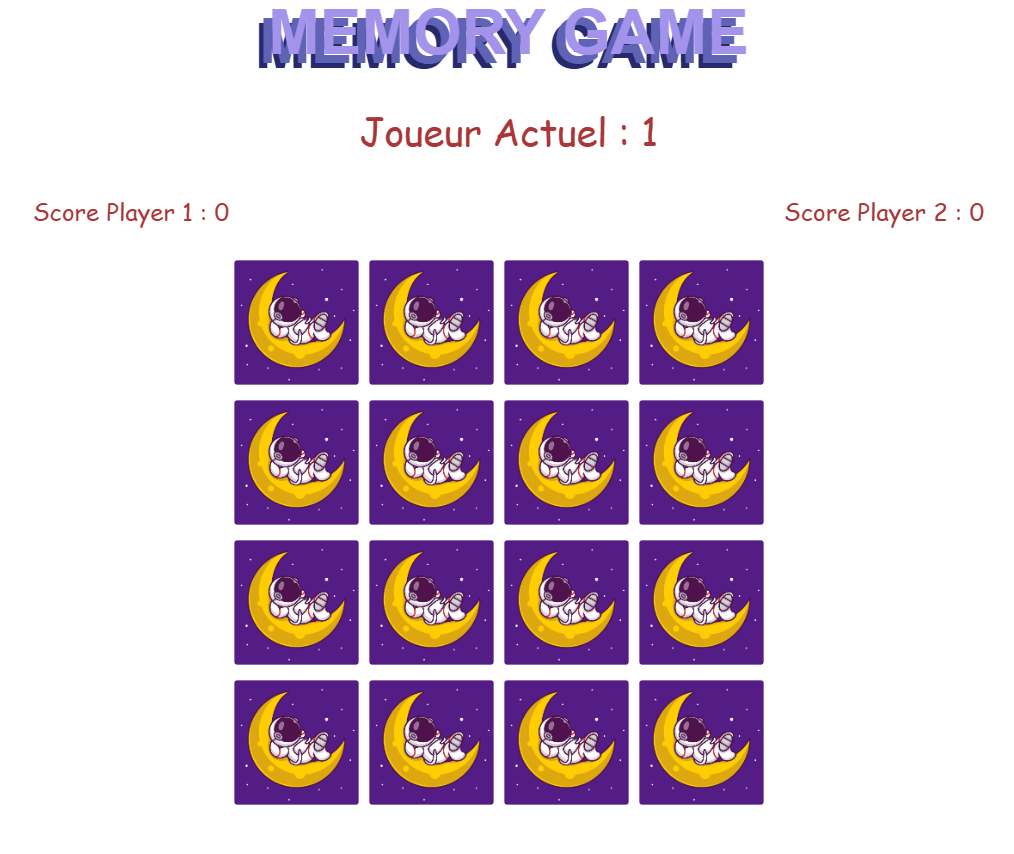 MEMORY GAME
Joueur Actuel : 1
Score Player 1 : 0
Score Player 2 : 0